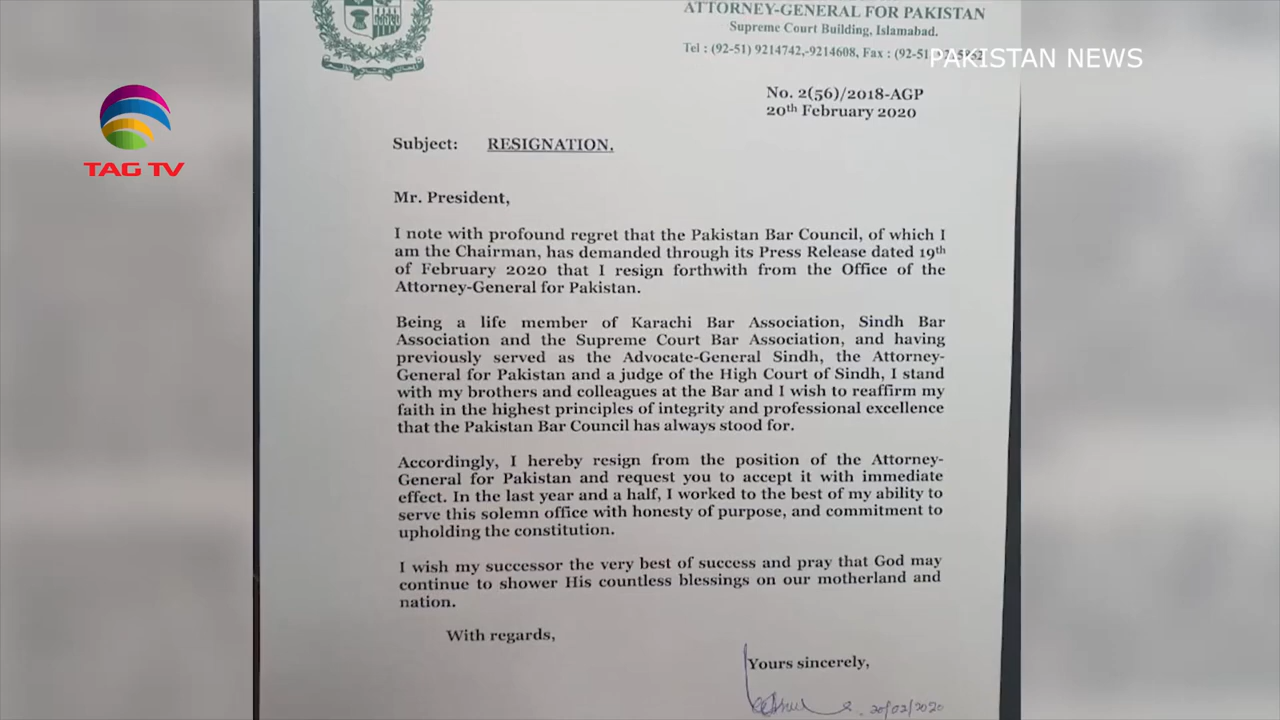 ATTORNEY-GENERAL FOR PAKISTAN
Supreme Court Building, Islamabad.
Tel : (92-51) 9214742,-9214608, Fax : (92-51)
PAKISTAN NEWS
TAG TV
No. 2(56)/2018-AGP
20th February 2020
Subject: RESIGNATION.
Mr. President,
I note with profound regret that the Pakistan Bar Council, of which I
am the Chairman, has demanded through its Press Release dated 19th
of February 2020 that I resign forthwith from the Office of the
Attorney-General for Pakistan.
Being a life member of Karachi Bar Association, Sindh Bar
Association and the Supreme Court Bar Association, and having
previously served as the Advocate-General Sindh, the Attorney-
General for Pakistan and a judge of the High Court of Sindh, I stand
with my brothers and colleagues at the Bar and I wish to reaffirm my
faith in the highest principles of integrity and professional excellence
that the Pakistan Bar Council has always stood for.
Accordingly, I hereby resign from the position of the Attorney-
General for Pakistan and request you to accept it with immediate
effect. In the last year and a half, I worked to the best of my ability to
serve this solemn office with honesty of purpose, and commitment to
upholding the constitution.
I wish my successor the very best of success and pray that God may
continue to shower His countless blessings on our motherland and
nation.
With regards,
Yours sincerely,
20/02/2020